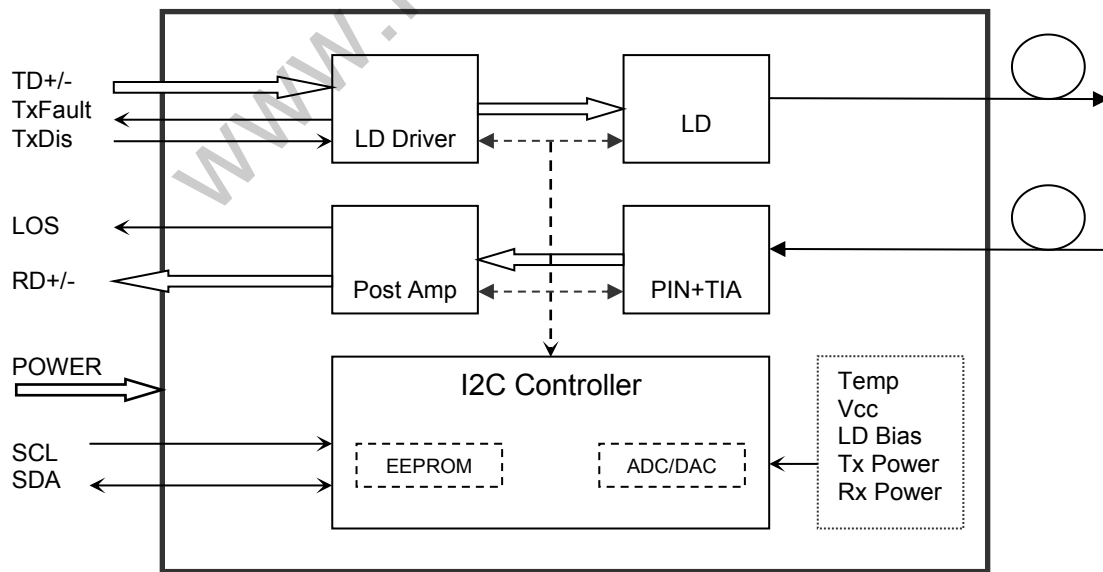 TD+/-
TxFault
TxDis
LD Driver
LD
LOS
RD+/-
Post Amp
PIN+TIA
POWER
SCL
SDA
I2C Controller
EEPROM
ADC/DAC
Temp
Vcc
LD Bias
Tx Power
Rx Power
www.